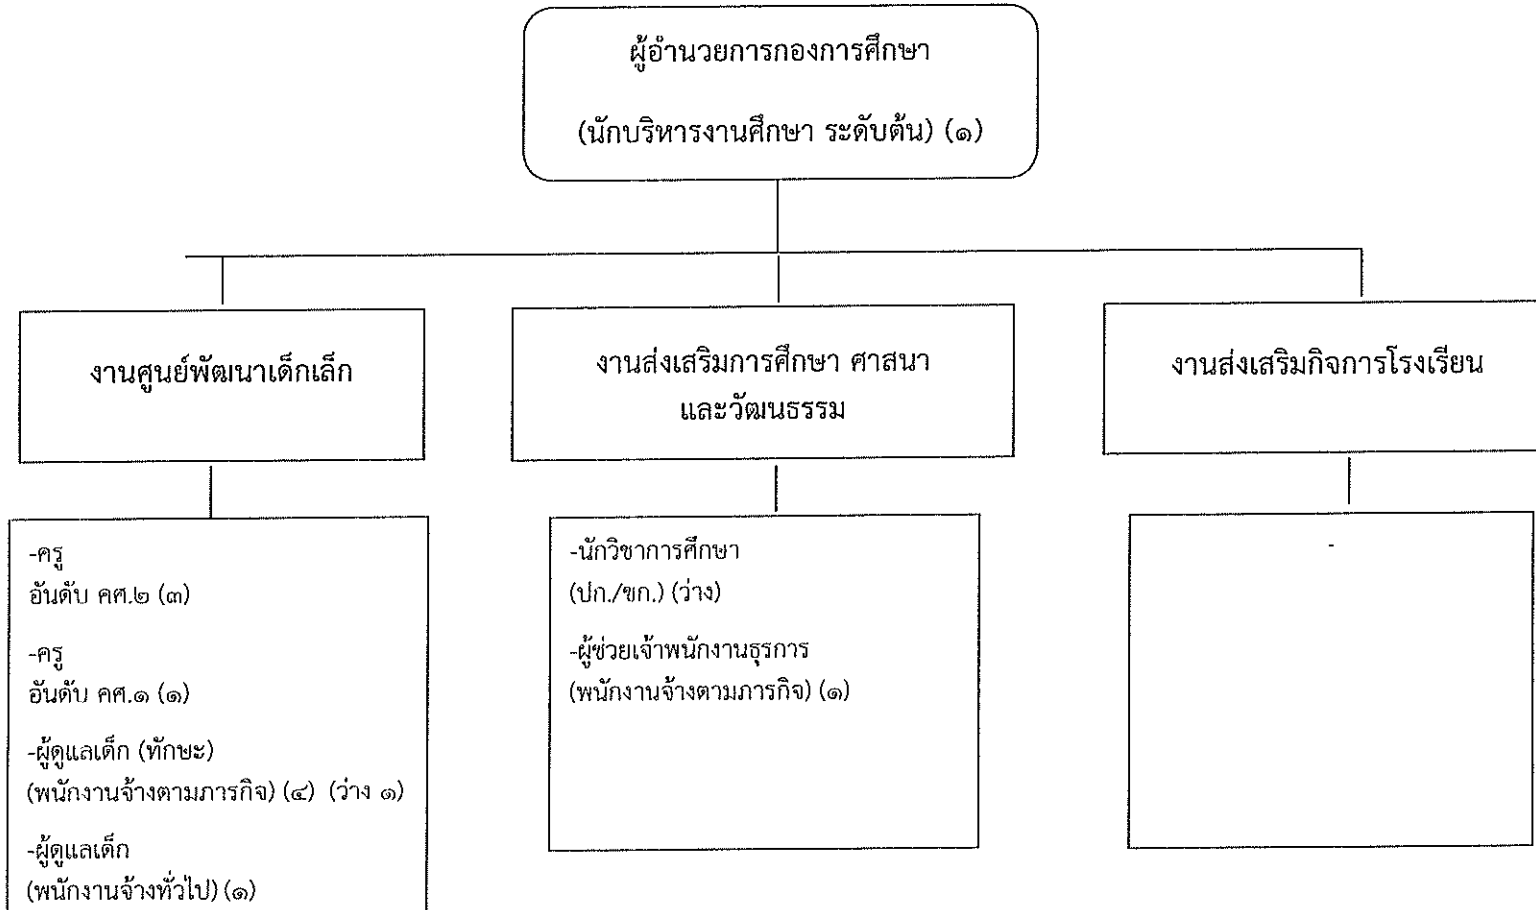 ผู้อำนวยการกองการศึกษา
(นักบริหารงานศึกษา ระดับต้น) (๑)
งานศูนย์พัฒนาเด็กเล็ก
งานส่งเสริมการศึกษา ศาสนา
และวัฒนธรรม
งานส่งเสริมกิจการโรงเรียน
-ครู
อันดับ คศ.๒ (๓)
-ครู
อันดับ คศ.๑ (๑)
-ผู้ดูแลเด็ก (ทักษะ)
(พนักงานจ้างตามภารกิจ) (๔) (ว่าง ๑)
-ผู้ดูแลเด็ก
(พนักงานจ้างทั่วไป) (๑)
-นักวิชาการศึกษา
(ปก./ชก.) (ว่าง)
-ผู้ช่วยเจ้าพนักงานธุรการ
(พนักงานจ้างตามภารกิจ) (๑)
-